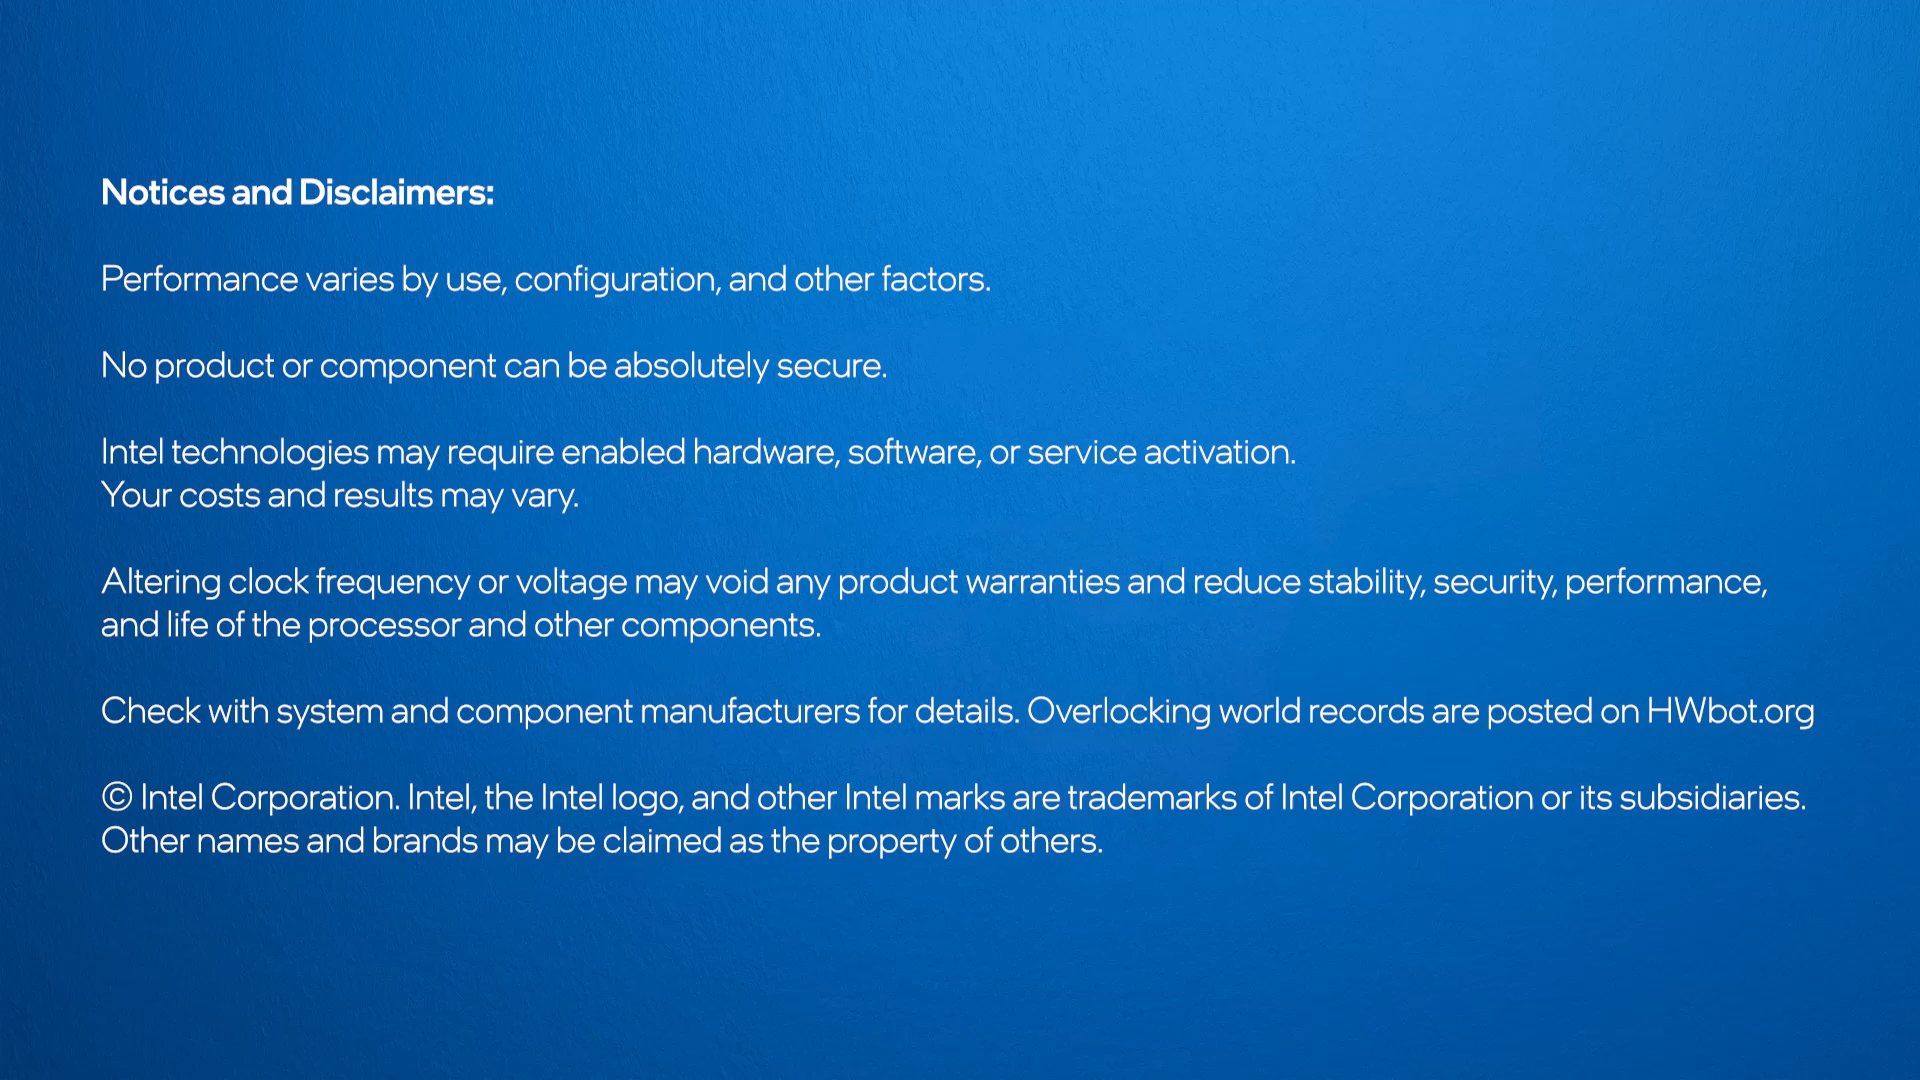 Notices and Disclaimers:
Performance varies by use, configuration, and other factors.
No product or component can be absolutely secure.
Intel technologies may require enabled hardware, software, or service activation.
Your costs and results may vary.
Altering clock frequency or voltage may void any product warranties and reduce stability, security, performance,
and life of the processor and other components.
Check with system and component manufacturers for details. Overlocking world records are posted on HWbot.org
© Intel Corporation. Intel, the Intel logo, and other Intel marks are trademarks of Intel Corporation or its subsidiaries.
Other names and brands may be claimed as the property of others.